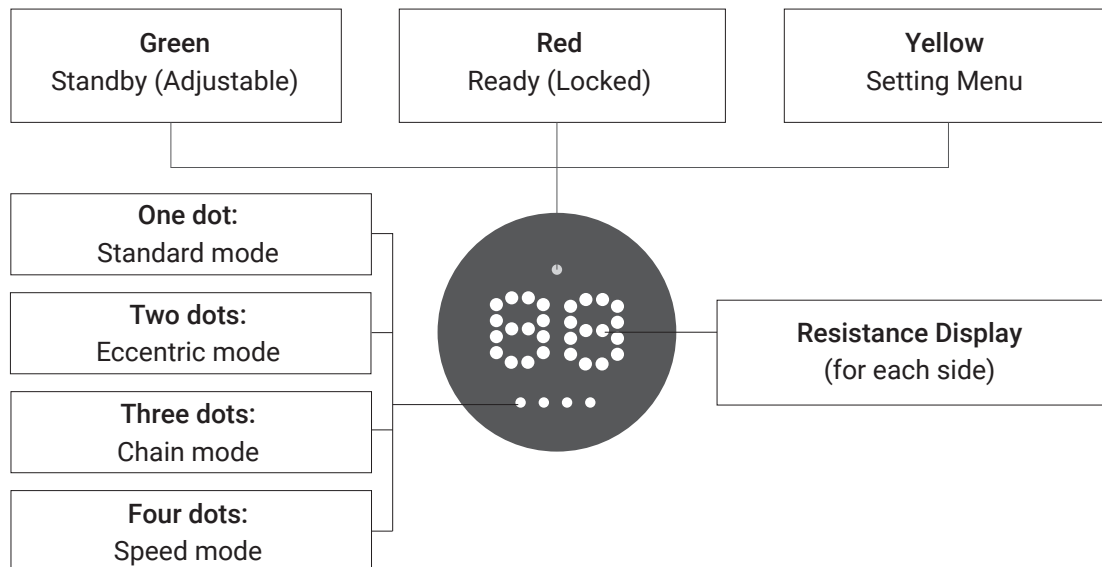 Green
Standby (Adjustable)
Red
Ready (Locked)
Yellow
Setting Menu
One dot:
Standard mode
Two dots:
Eccentric mode
Three dots:
Chain mode
Four dots:
Speed mode
88
Resistance Display
(for each side)